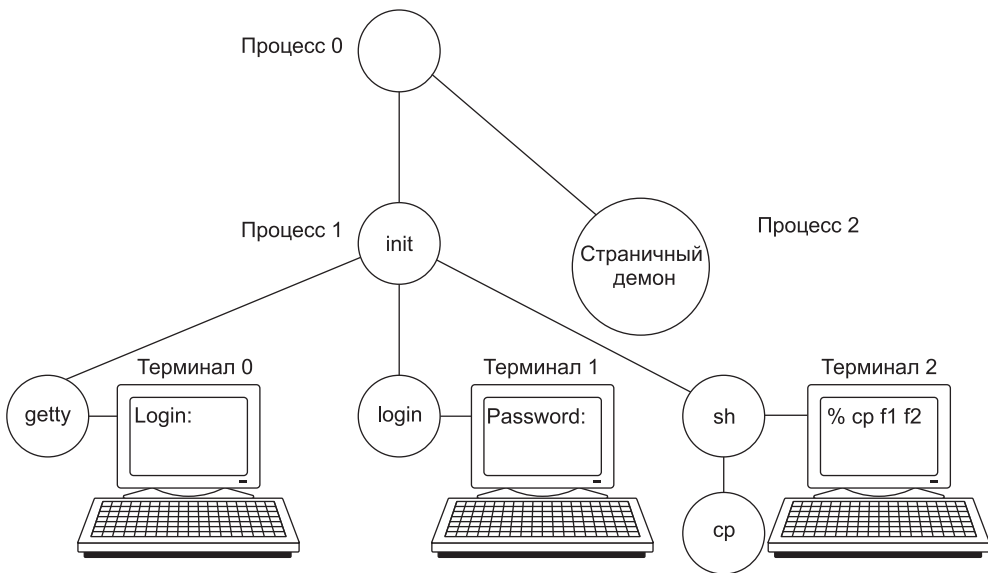 Процесс 0
Процесс 1
init
Страничный
демон
Процесс 2
Терминал 0
Терминал 1
Терминал 2
getty
Login:
login
Password:
sh
% cp f1 f2
cp